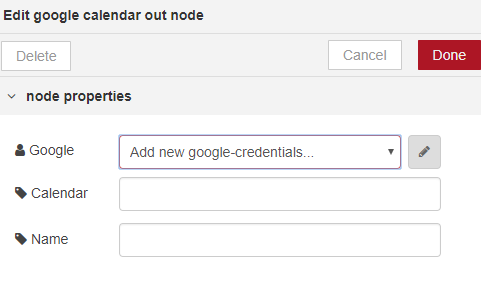 Edit google calendar out node
Delete Cancel Done
node properties
Google Add new google-credentials...
Calendar
Name